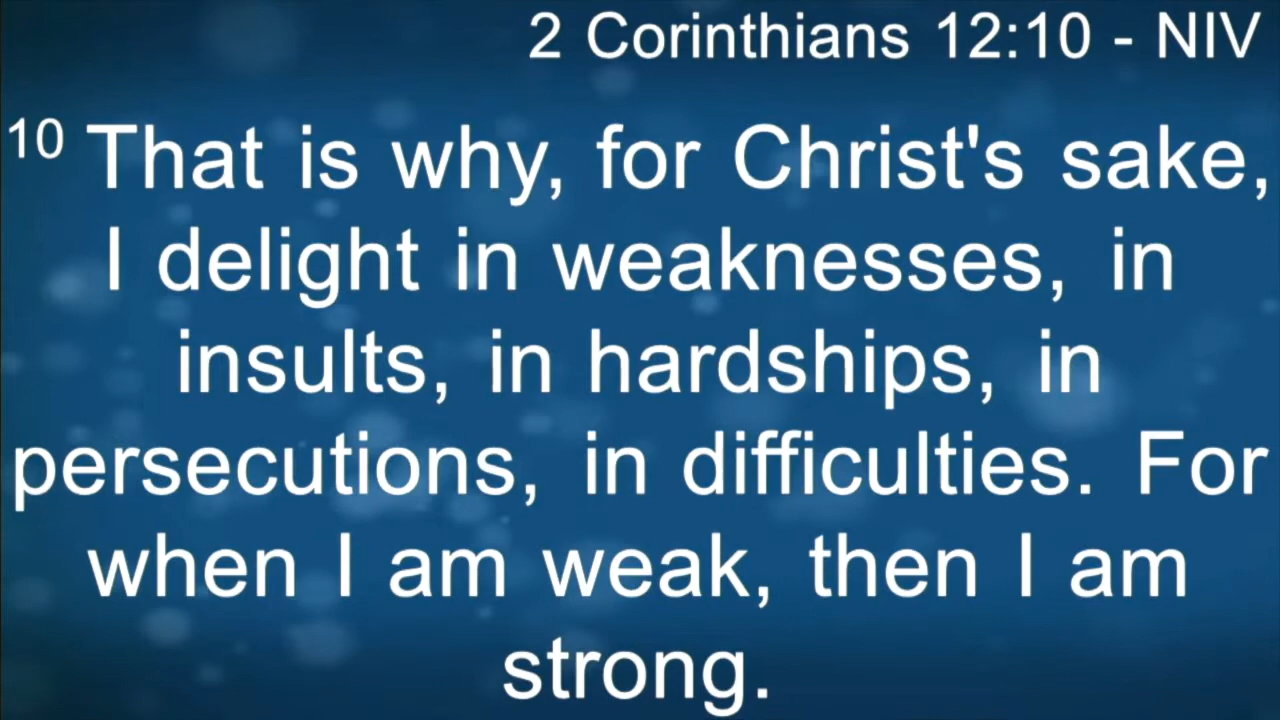 2 Corinthians 12:10 - NIV
10 That is why, for Christ's sake,
I delight in weaknesses, in
insults, in hardships, in
persecutions, in difficulties. For
when I am weak, then I am
strong.